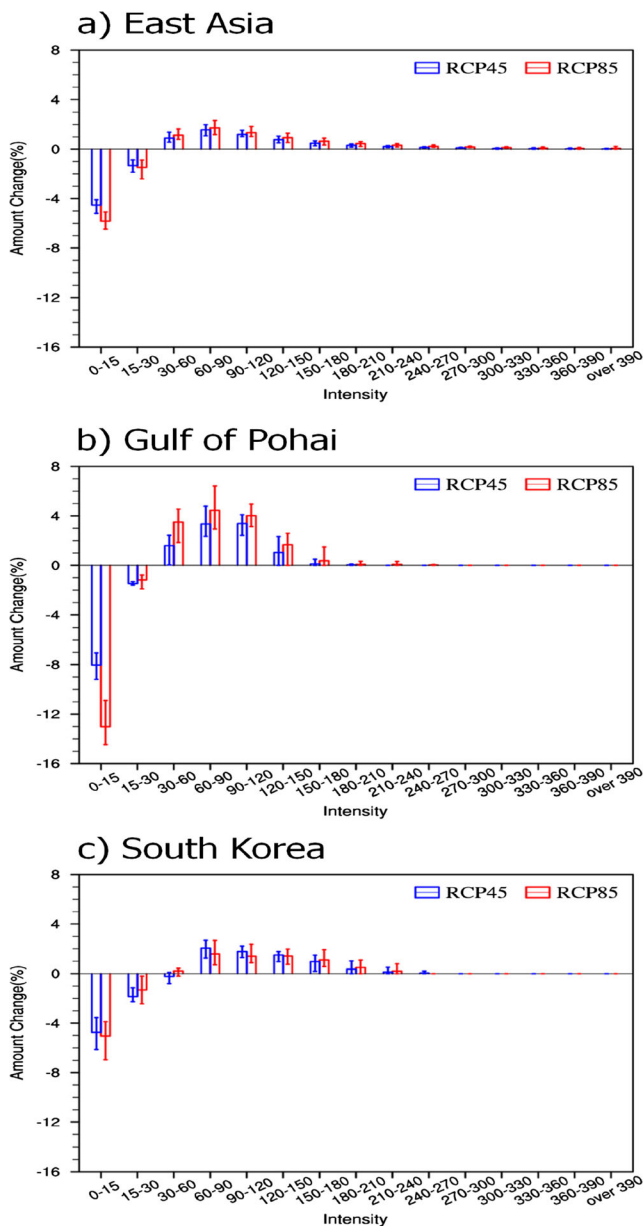 a) East Asia
RCP45 RCP85
Amount Change(%)
8
4
0
-4
-8
-12
-16
0-15 15-30 30-60 60-90 90-120 120-150 150-180 180-210 210-240 240-270 270-300 300-330 330-360 360-390 over 390
Intensity
b) Gulf of Pohai
RCP45 RCP85
Amount Change(%)
8
4
0
-4
-8
-12
-16
0-15 15-30 30-60 60-90 90-120 120-150 150-180 180-210 210-240 240-270 270-300 300-330 330-360 360-390 over 390
Intensity
c) South Korea
RCP45 RCP85
Amount Change(%)
8
4
0
-4
-8
-12
-16
0-15 15-30 30-60 60-90 90-120 120-150 150-180 180-210 210-240 240-270 270-300 300-330 330-360 360-390 over 390
Intensity